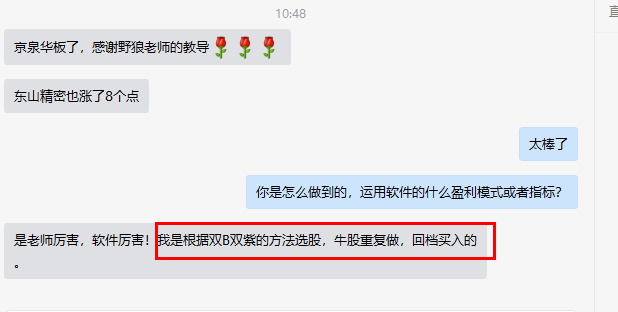 10:48
京泉华板了，感谢野狼老师的教导🌹🌹🌹
东山精密也涨了8个点
太棒了
你是怎么做到的，运用软件的什么盈利模式或者指标？
是老师厉害，软件厉害！我是根据双B双紫的方法选股，牛股重复做，回档买入的
。